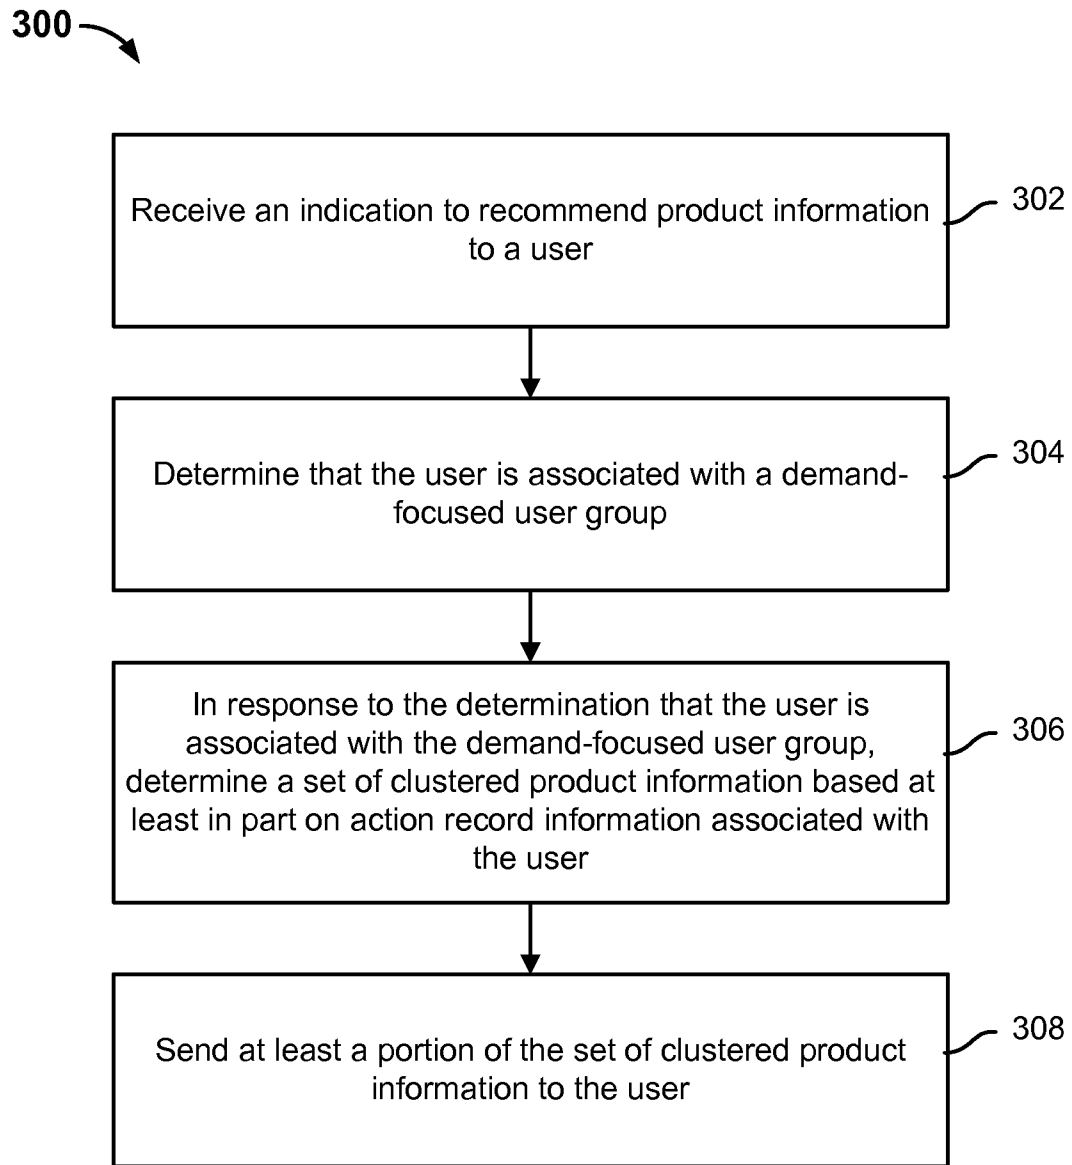 300
Receive an indication to recommend product information
to a user
302
Determine that the user is associated with a demand-
focused user group
304
In response to the determination that the user is
associated with the demand-focused user group,
determine a set of clustered product information based at
least in part on action record information associated with
the user
306
Send at least a portion of the set of clustered product
information to the user
308